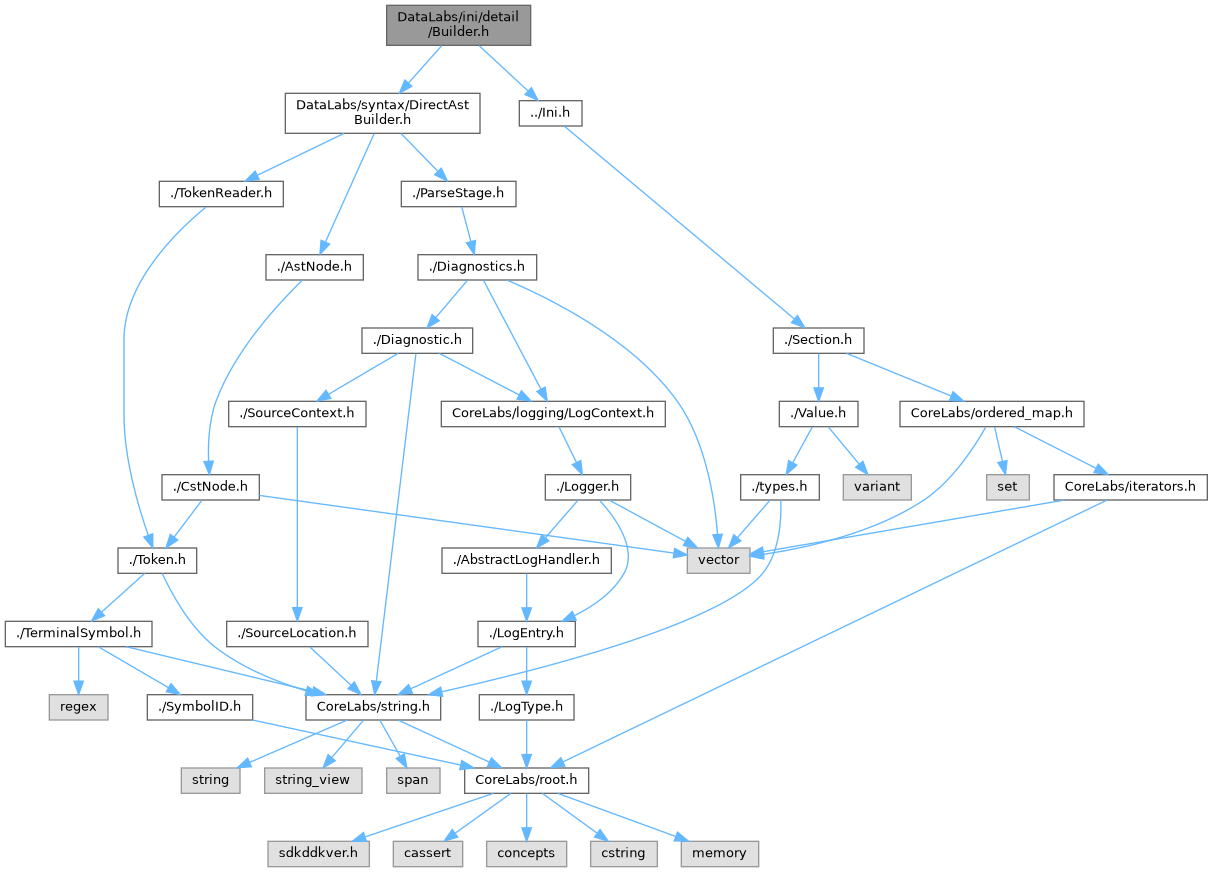 DataLabs/ini/detail
/Builder.h
DataLabs/syntax/DirectAst
Builder.h
../Ini.h
./TokenReader.h
./ParseStage.h
./AstNode.h
./Diagnostics.h
./Diagnostic.h
./Section.h
./SourceContext.h
CoreLabs/logging/LogContext.h
./Value.h
CoreLabs/ordered_map.h
./CstNode.h
./Logger.h
./types.h
variant
set
CoreLabs/iterators.h
./Token.h
./AbstractLogHandler.h
vector
./TerminalSymbol.h
./SourceLocation.h
./LogEntry.h
regex
./SymbolID.h
CoreLabs/string.h
./LogType.h
string
string_view
span
CoreLabs/root.h
sdkddkver.h
cassert
concepts
cstring
memory